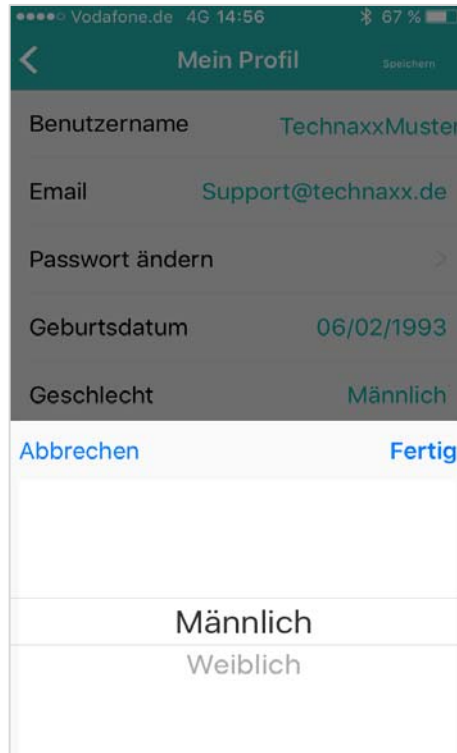 Vodafone.de 4G 14:56 67 %
Mein Profil Speichern
Benutzername TechnaxxMuster
Email Support@technaxx.de
Passwort ändern >
Geburtsdatum 06/02/1993
Geschlecht Männlich
Abbrechen Fertig
Männlich
Weiblich